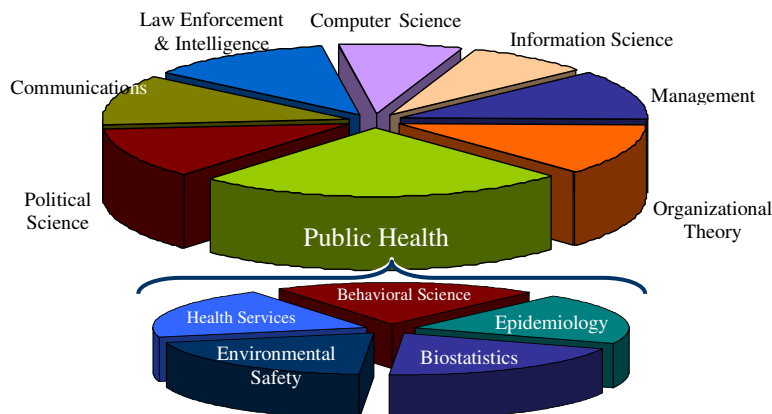 Law Enforcement
& Intelligence
Computer Science
Information Science
Communications
Management
Political
Science
Organizational
Theory
Public Health
Behavioral Science
Health Services
Epidemiology
Environmental
Safety
Biostatistics